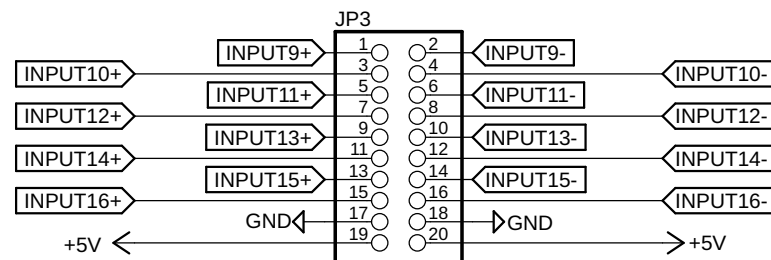 JP3
INPUT9+ 1 2 INPUT9-
INPUT10+ 3 4 INPUT10-
INPUT11+ 5 6 INPUT11-
INPUT12+ 7 8 INPUT12-
INPUT13+ 9 10 INPUT13-
INPUT14+ 11 12 INPUT14-
INPUT15+ 13 14 INPUT15-
INPUT16+ 15 16 INPUT16-
GND 17 18 GND
+5V 19 20 +5V